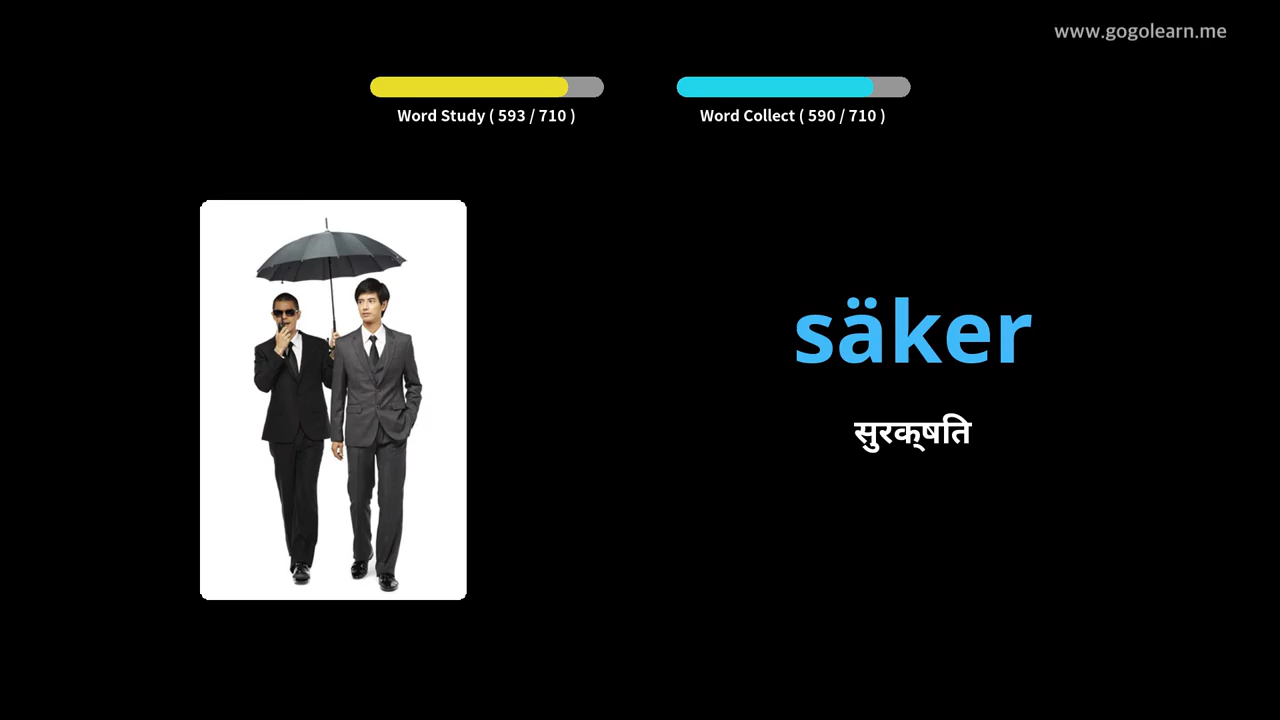 www.gogolearn.me
Word Study ( 593 / 710 )
Word Collect ( 590 / 710 )
säker
सुरक्‌षति